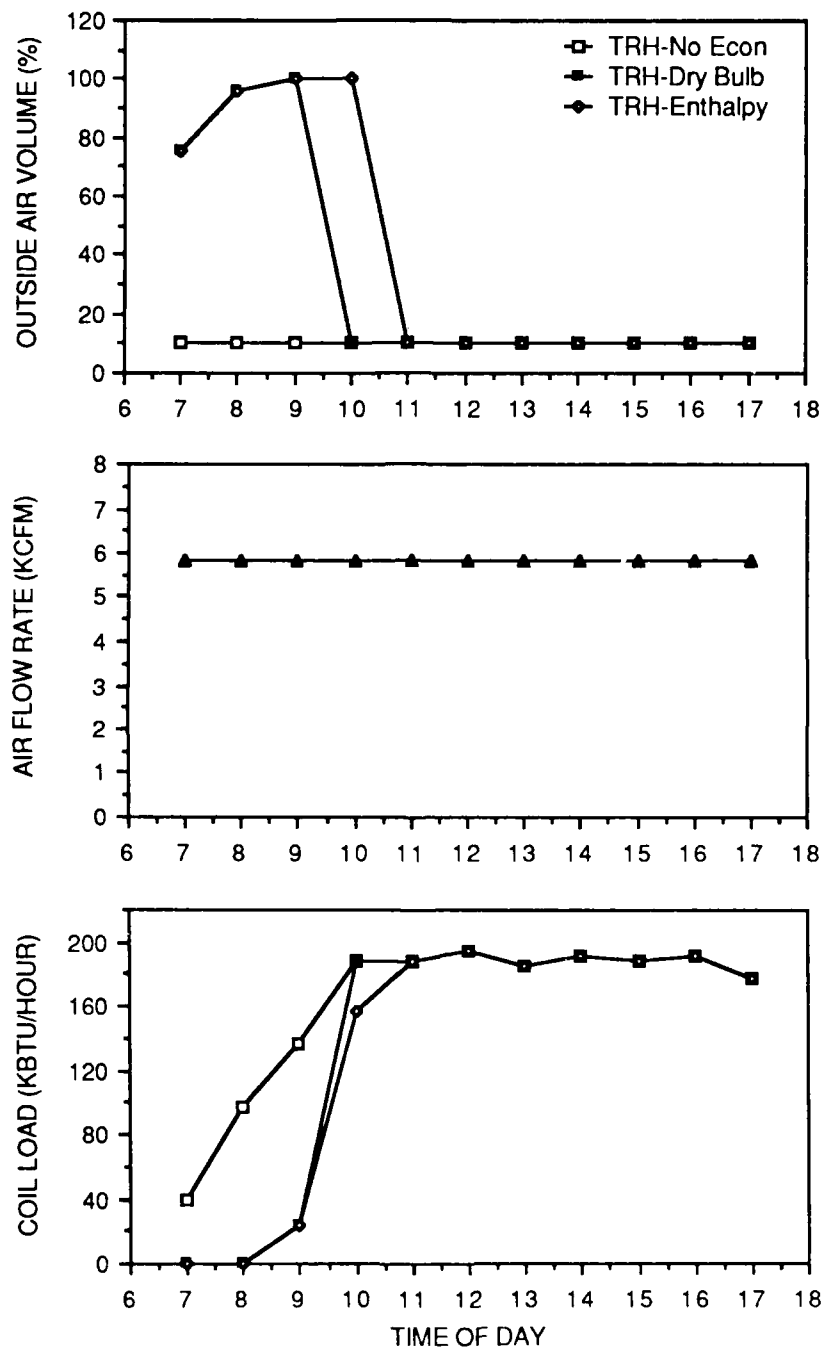 OUTSIDE AIR VOLUME (%)
120
100
80
60
40
20
0
TRH-No Econ
TRH-Dry Bulb
TRH-Enthalpy
6 7 8 9 10 11 12 13 14 15 16 17 18
AIR FLOW RATE (KCFM)
8
7
6
5
4
3
2
1
0
6 7 8 9 10 11 12 13 14 15 16 17 18
COIL LOAD (KBTU/HOUR)
200
160
120
80
40
0
6 7 8 9 10 11 12 13 14 15 16 17 18
TIME OF DAY